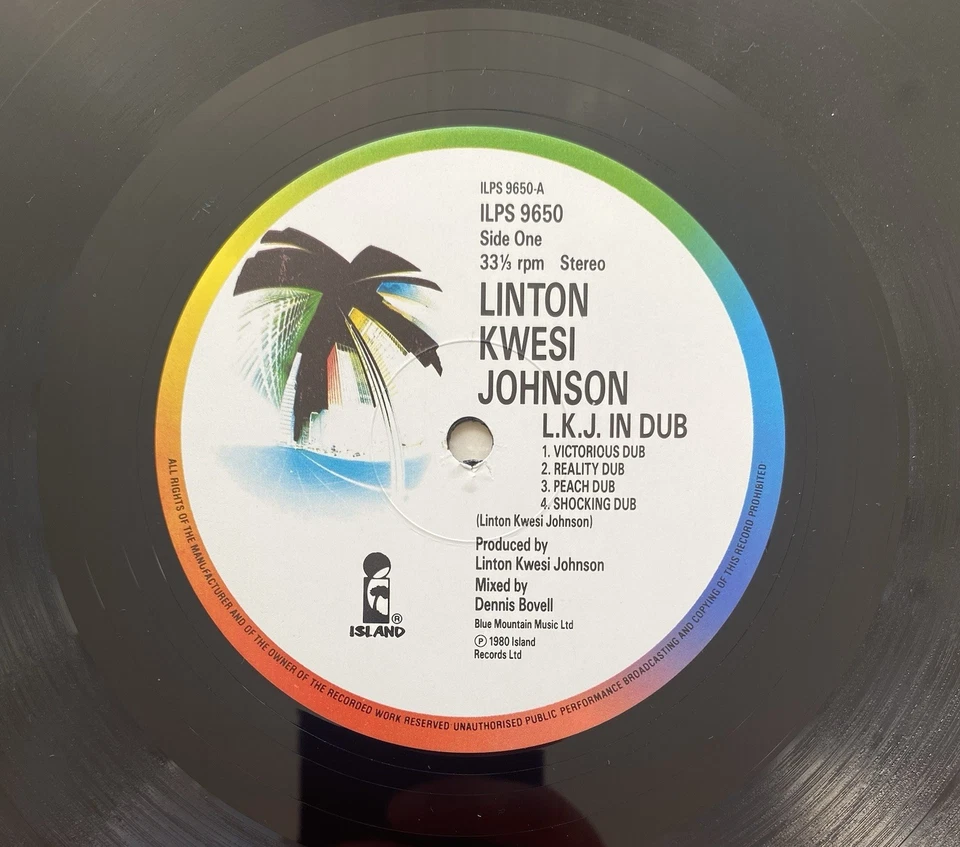 ILPS 9650-A
ILPS 9650
Side One
33⅓ rpm Stereo
LINTON
KWESI
JOHNSON
L.K.J. IN DUB
1. VICTORIOUS DUB
2. REALITY DUB
3. PEACH DUB
4. SHOCKING DUB
(Linton Kwesi Johnson)
Produced by
Linton Kwesi Johnson
Mixed by
Dennis Bovell
Blue Mountain Music Ltd
℗ 1980 Island
Records Ltd
®
ISLAND
ALL RIGHTS OF THE MANUFACTURER AND OF THE OWNER OF THE RECORDED WORK RESERVED UNAUTHORISED PUBLIC PERFORMANCE BROADCASTING AND COPYING OF THIS RECORD PROHIBITED